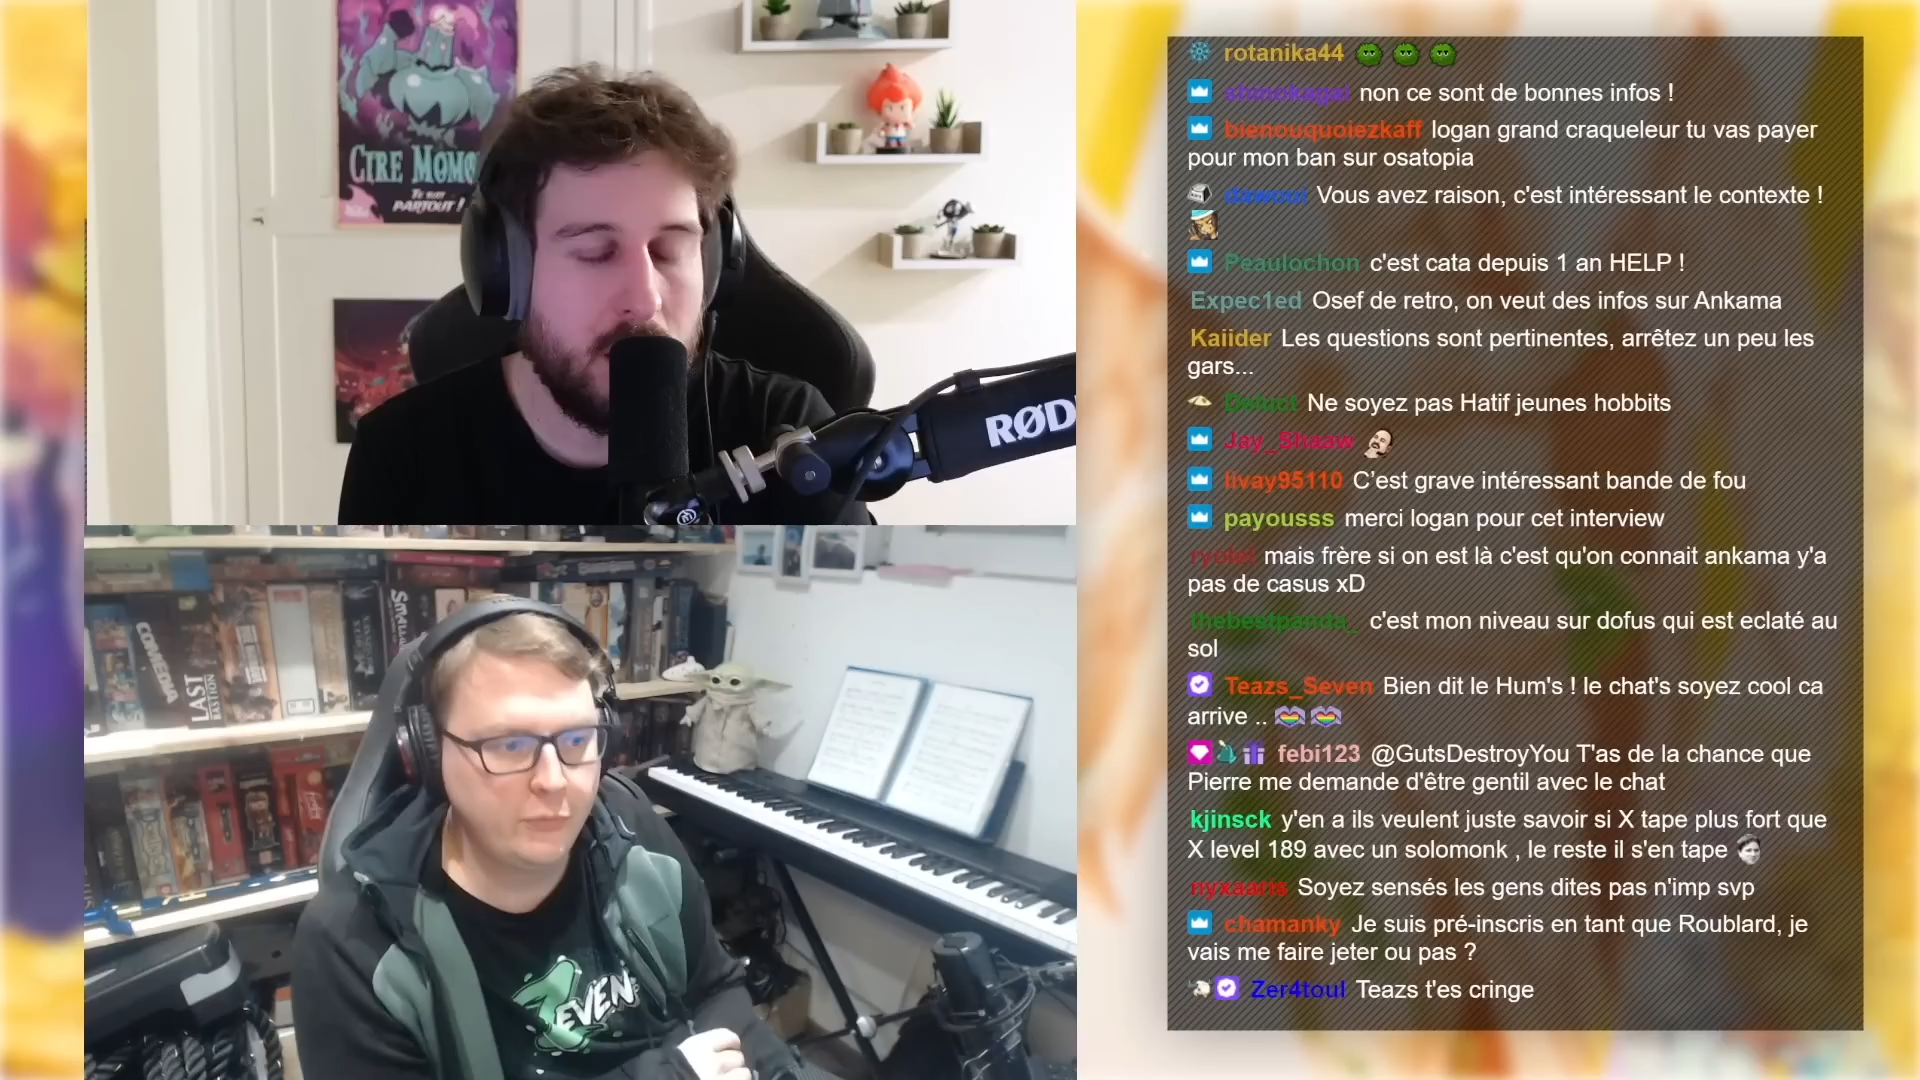 CIRE MOMO
Tu sur
PARTOUT !
RØDE
COMEDIA
LAST
BASTION
SMALL
7EVEN
rotanika44
shinokagai non ce sont de bonnes infos !
bienouquoiezkaff logan grand craqueleur tu vas payer
pour mon ban sur osatopia
Vous avez raison, c'est intéressant le contexte !
Peaulochon c'est cata depuis 1 an HELP !
Expec1ed Osef de retro, on veut des infos sur Ankama
Kaiider Les questions sont pertinentes, arrêtez un peu les
gars...
Ne soyez pas Hatif jeunes hobbits
Jay_Shaaw
livay95110 C'est grave intéressant bande de fou
payousss merci logan pour cet interview
mais frère si on est là c'est qu'on connait ankama y'a
pas de casus xD
thebestpanda_ c'est mon niveau sur dofus qui est eclaté au
sol
Teazs_Seven Bien dit le Hum's ! le chat's soyez cool ca
arrive ..
febi123 @GutsDestroyYou T'as de la chance que
Pierre me demande d'être gentil avec le chat
kjinsck y'en a ils veulent juste savoir si X tape plus fort que
X level 189 avec un solomonk , le reste il s'en tape
nyxaaris Soyez sensés les gens dites pas n'imp svp
chamanky Je suis pré-inscris en tant que Roublard, je
vais me faire jeter ou pas ?
Zer4toul Teazs t'es cringe